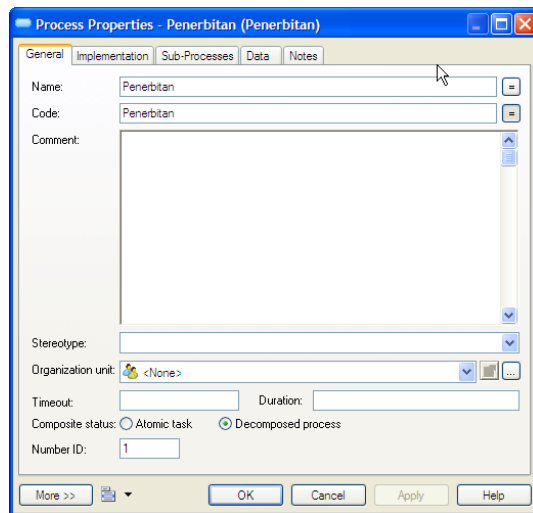 Process Properties - Penerbitan (Penerbitan)
General Implementation Sub-Processes Data Notes
Name: Penerbitan =
Code: Penerbitan =
Comment:
Stereotype:
Organization unit: <None> ...
Timeout: Duration:
Composite status: Atomic task Decomposed process
Number ID: 1
More >> OK Cancel Apply Help